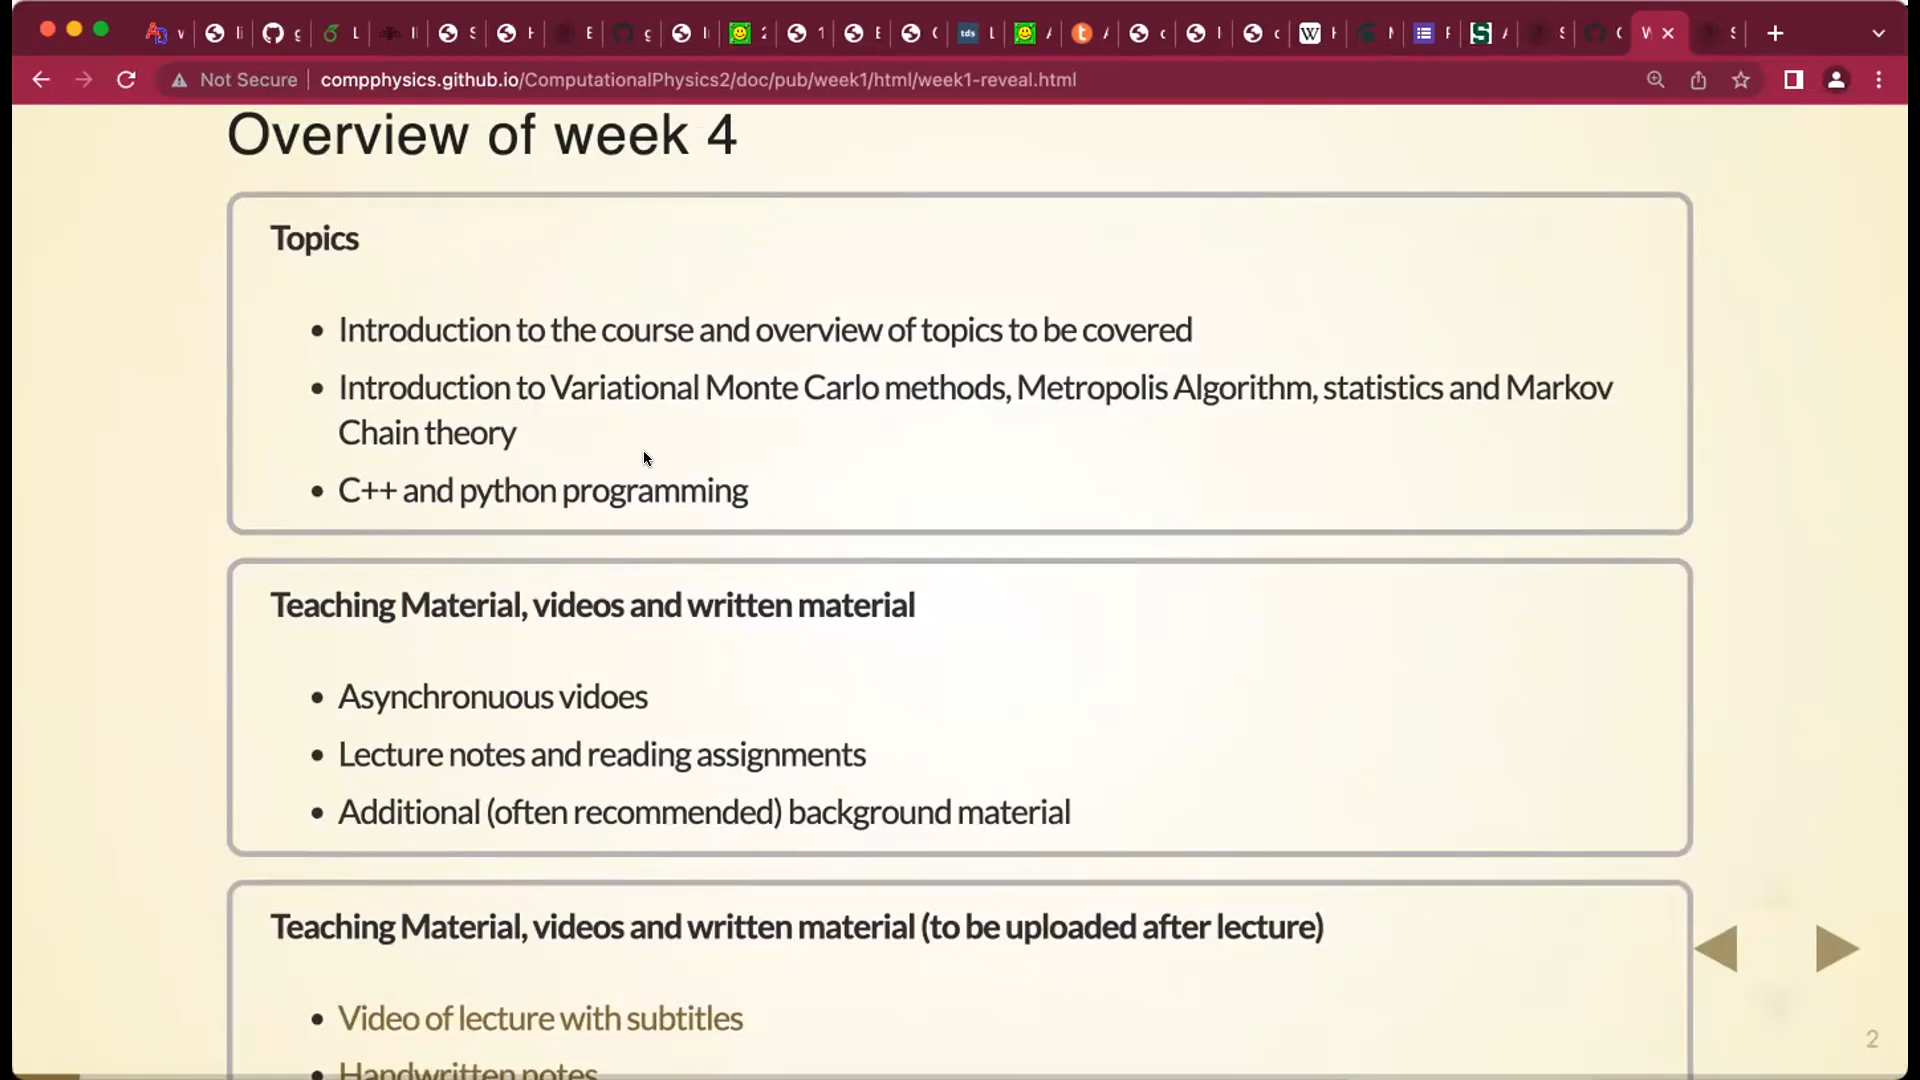 Not Secure
compphysics.github.io/ComputationalPhysics2/doc/pub/week1/html/week1-reveal.html
Overview of week 4
Topics
• Introduction to the course and overview of topics to be covered
• Introduction to Variational Monte Carlo methods, Metropolis Algorithm, statistics and Markov
Chain theory
• C++ and python programming
Teaching Material, videos and written material
• Asynchronuous vidoes
• Lecture notes and reading assignments
• Additional (often recommended) background material
Teaching Material, videos and written material (to be uploaded after lecture)
• Video of lecture with subtitles
• Handwritten notes
2